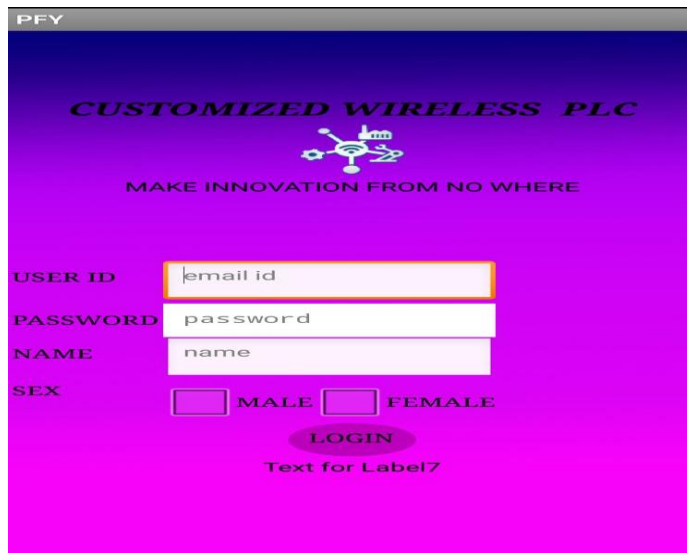 PFY
CUSTOMIZED WIRELESS PLC
MAKE INNOVATION FROM NO WHERE
USER ID email id
PASSWORD password
NAME name
SEX MALE FEMALE
LOGIN
Text for Label7